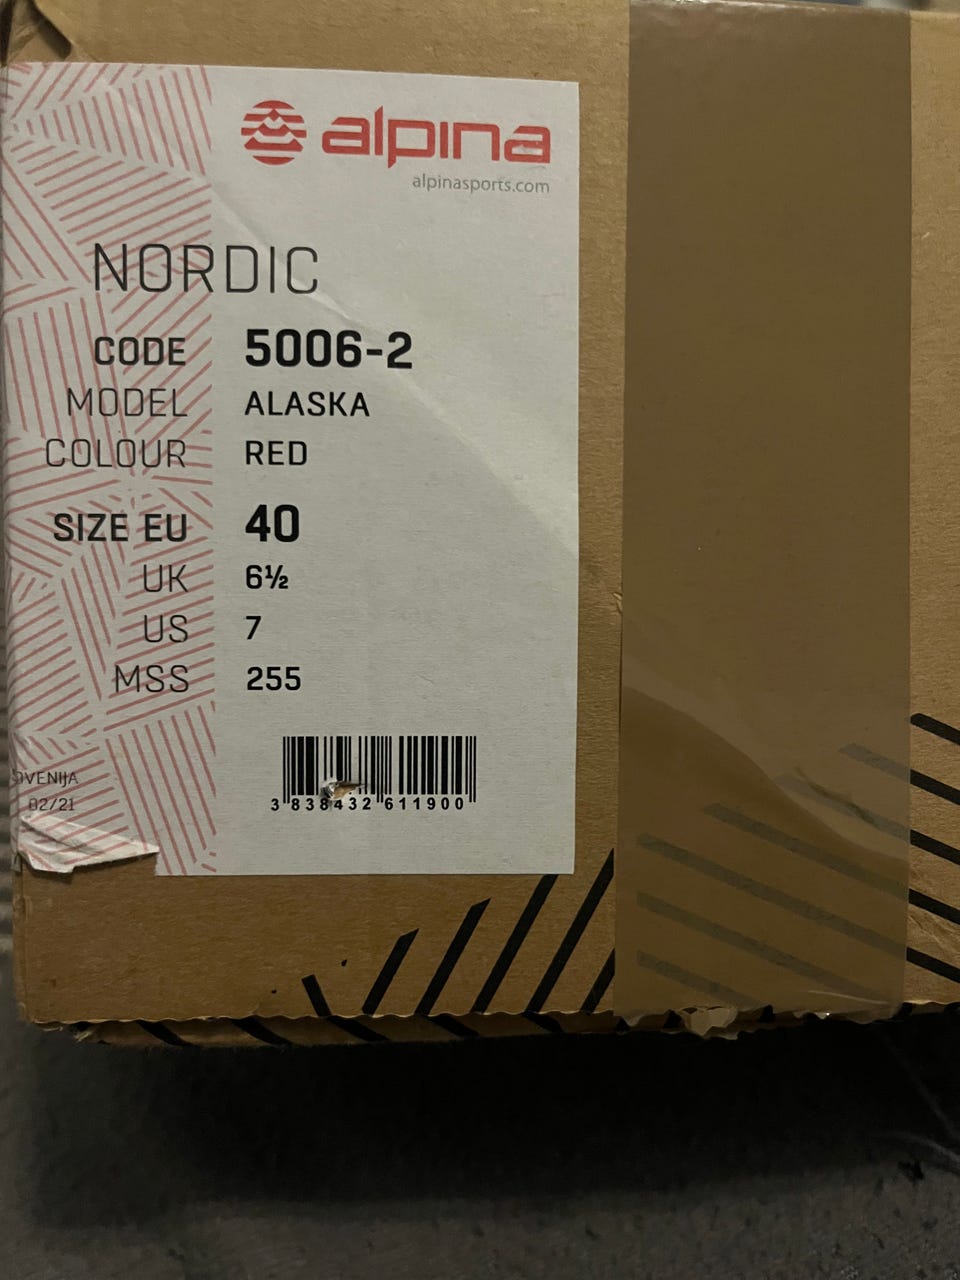 alpina
alpinasports.com
NORDIC
CODE 5006-2
MODEL ALASKA
COLOUR RED
SIZE EU 40
UK 6½
US 7
MSS 255
OVENIJA
02/21
3 838432 611900